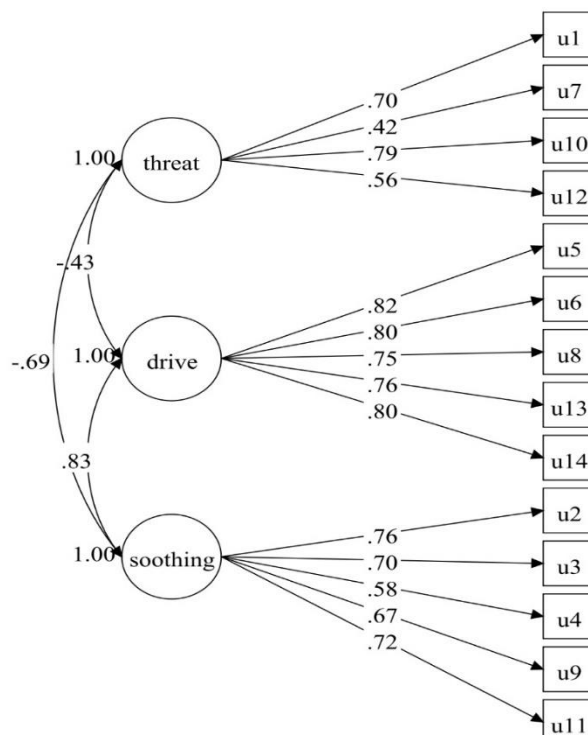 u1
u7
.70
.42
1.00
threat
.79
u10
.56
u12
u5
-.43
.82
u6
.80
1.00
drive
.75
u8
-.69
.76
u13
.80
u14
.83
u2
.76
1.00
soothing
.70
u3
.58
u4
.67
.72
u9
u11